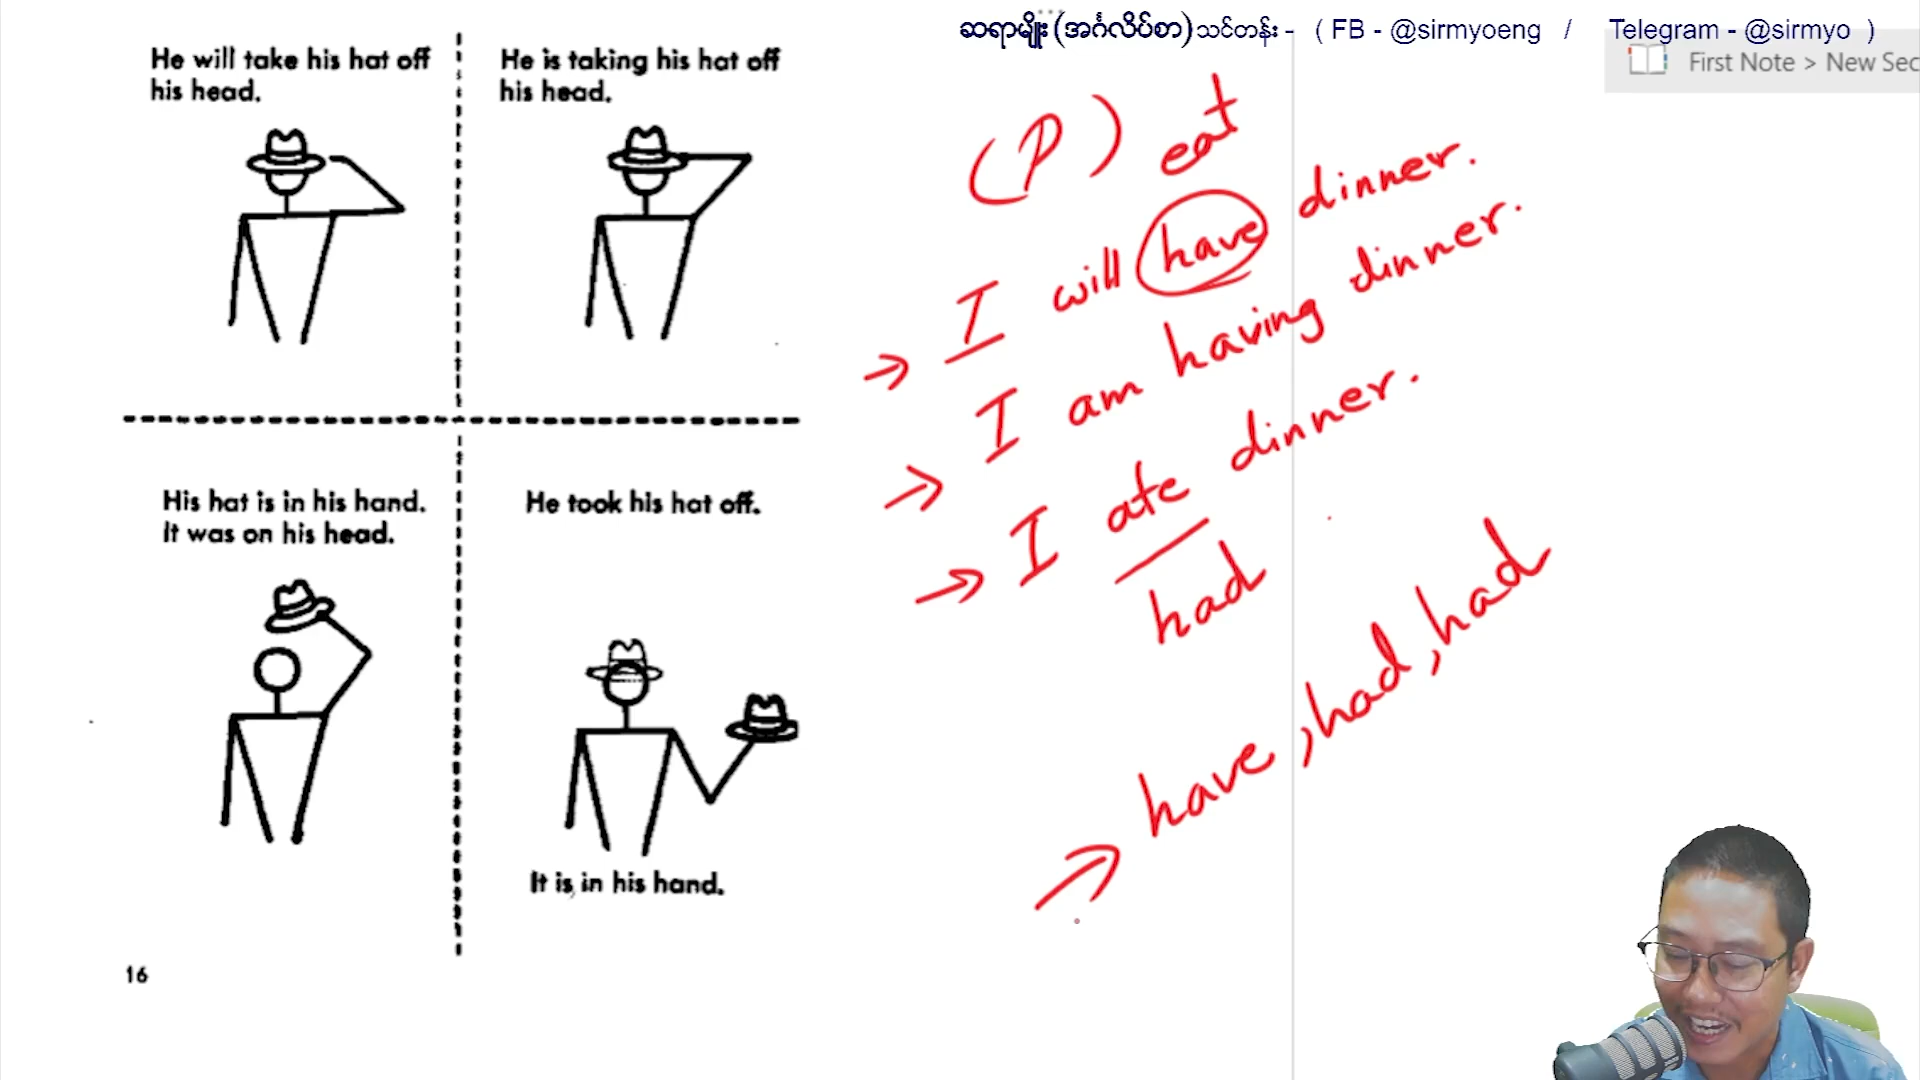 ဆရာမျိုး(အင်္ဂလိပ်စာ)သင်တန်း - ( FB - @sirmyoeng / Telegram - @sirmyo )
First Note > New Sec
He will take his hat off
his head.
He is taking his hat off
his head.
His hat is in his hand.
It was on his head.
He took his hat off.
It is in his hand.
16
(P) eat
I will have dinner.
→ I am having dinner.
→ I ate dinner.
→ had
→ have, had, had